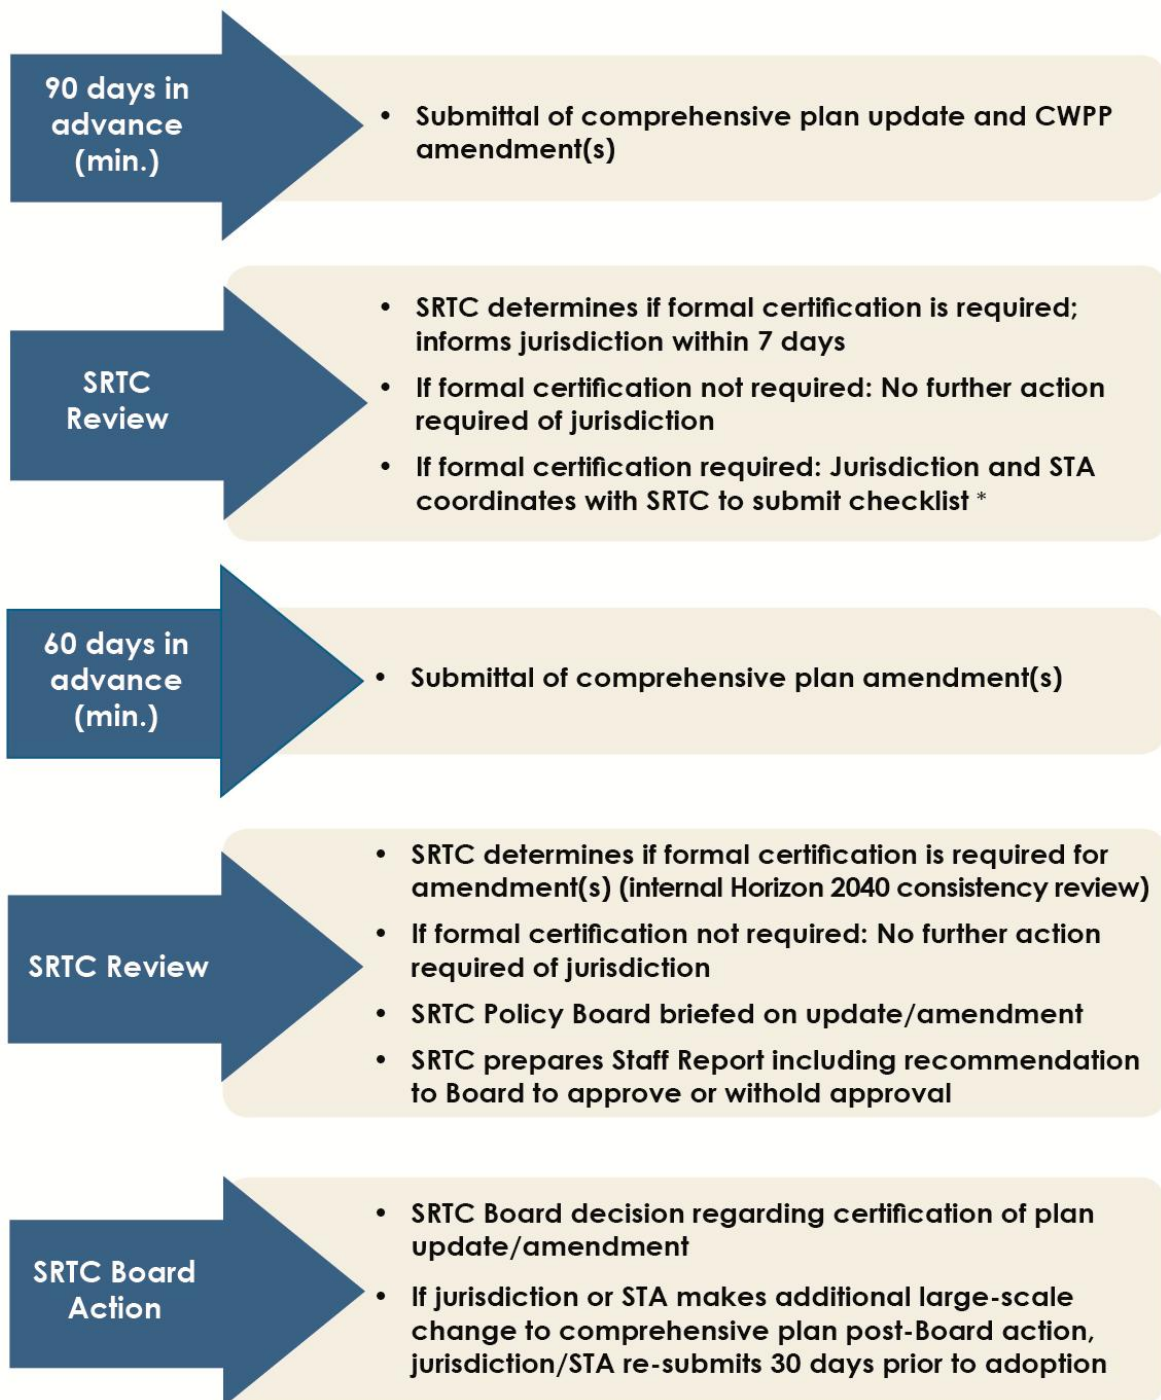 90 days in
advance
(min.)
• Submittal of comprehensive plan update and CWPP
amendment(s)
SRTC
Review
• SRTC determines if formal certification is required;
informs jurisdiction within 7 days
• If formal certification not required: No further action
required of jurisdiction
• If formal certification required: Jurisdiction and STA
coordinates with SRTC to submit checklist *
60 days in
advance
(min.)
• Submittal of comprehensive plan amendment(s)
SRTC Review
• SRTC determines if formal certification is required for
amendment(s) (internal Horizon 2040 consistency review)
• If formal certification not required: No further action
required of jurisdiction
• SRTC Policy Board briefed on update/amendment
• SRTC prepares Staff Report including recommendation
to Board to approve or withold approval
SRTC Board
Action
• SRTC Board decision regarding certification of plan
update/amendment
• If jurisdiction or STA makes additional large-scale
change to comprehensive plan post-Board action,
jurisdiction/STA re-submits 30 days prior to adoption